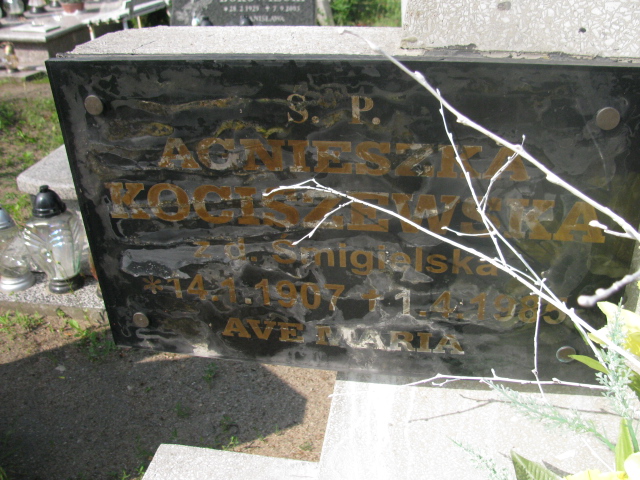 Ś. P.
AGNIESZKA
KOCISZEWSKA
z d. Śmigielska
*14.1.1907 † 1.4.1985
AVE MARIA